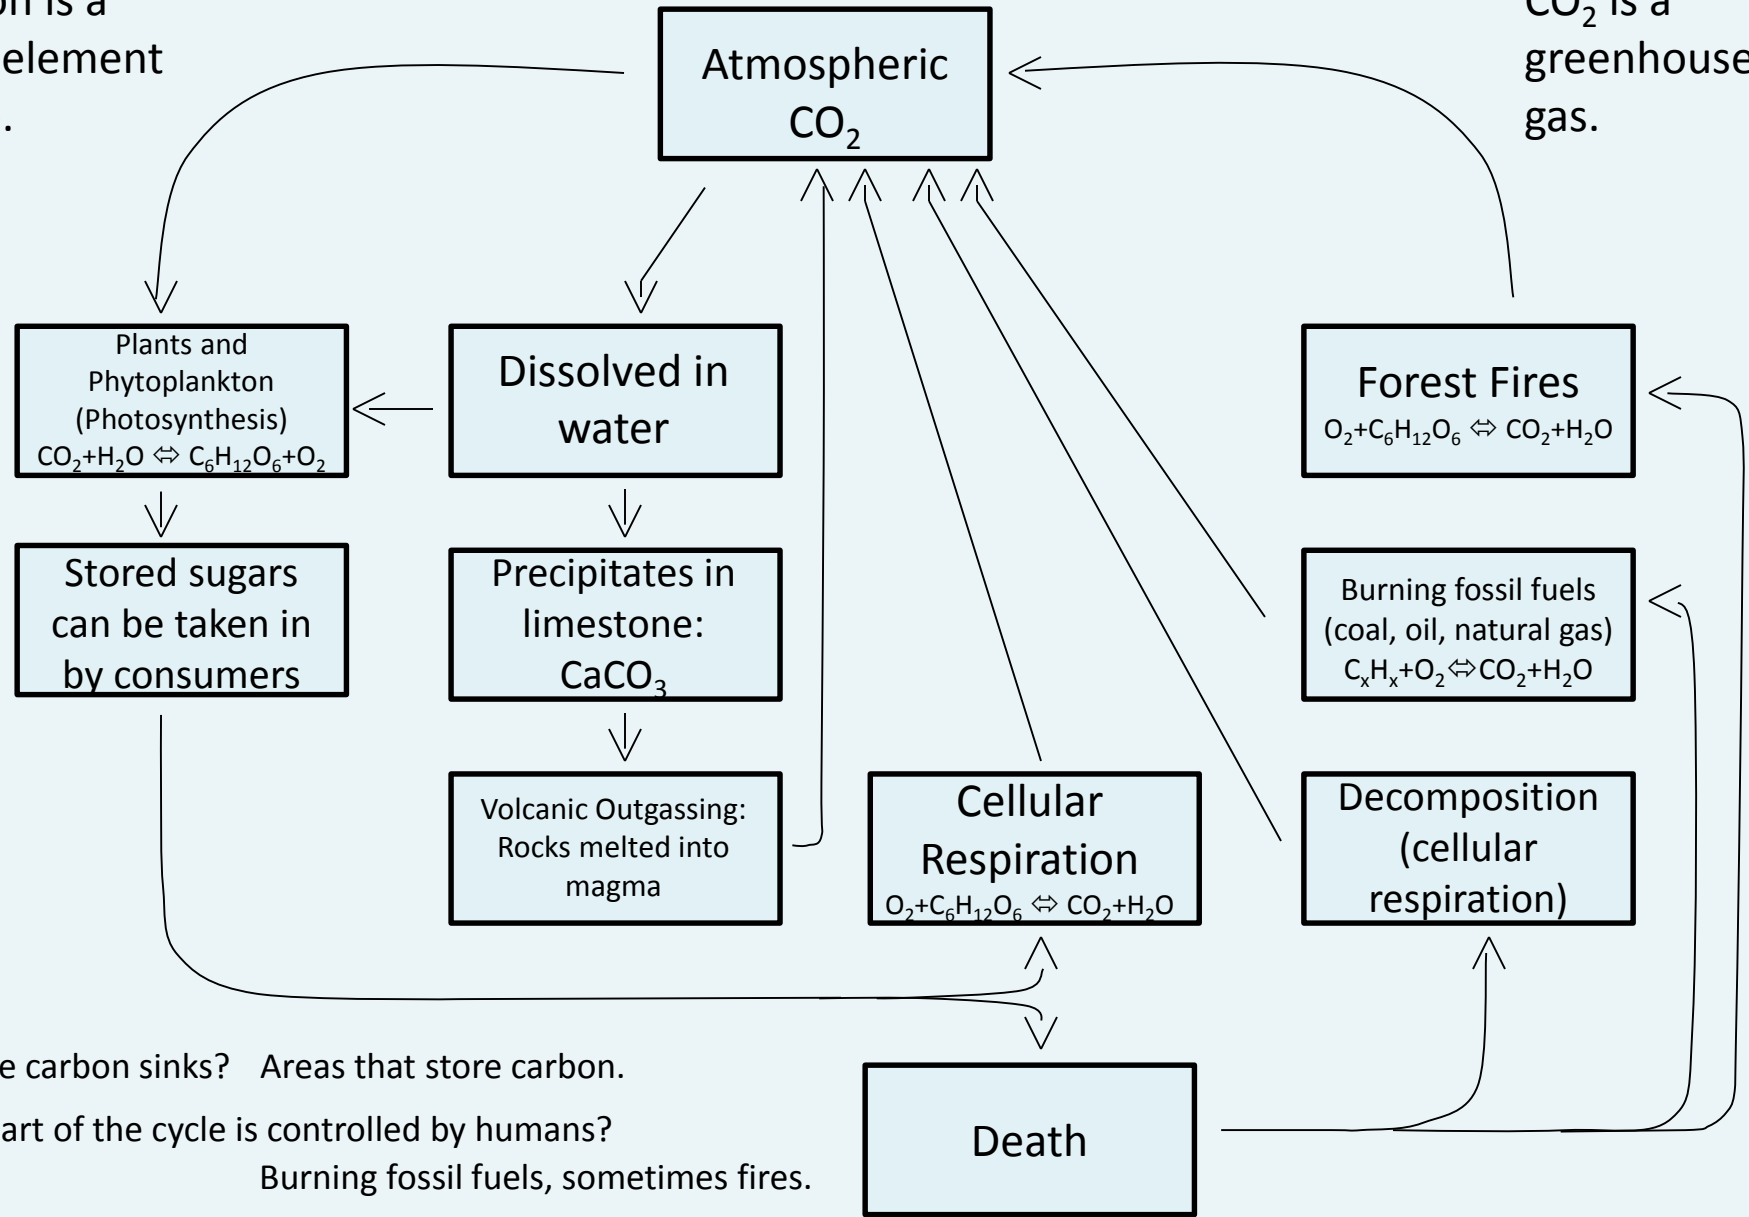 element
.
Atmospheric
CO₂
CO₂ is a
greenhouse
gas.
Plants and
Phytoplankton
(Photosynthesis)
CO₂+H₂O ⬄ C₆H₁₂O₆+O₂
Dissolved in
water
Forest Fires
O₂+C₆H₁₂O₆ ⬄ CO₂+H₂O
Stored sugars
can be taken in
by consumers
Precipitates in
limestone:
CaCO₃
Burning fossil fuels
(coal, oil, natural gas)
CₓHₓ+O₂⬄CO₂+H₂O
Volcanic Outgassing:
Rocks melted into
magma
Cellular
Respiration
O₂+C₆H₁₂O₆ ⬄ CO₂+H₂O
Decomposition
(cellular
respiration)
carbon sinks? Areas that store carbon.
of the cycle is controlled by humans?
Burning fossil fuels, sometimes fires.
Death